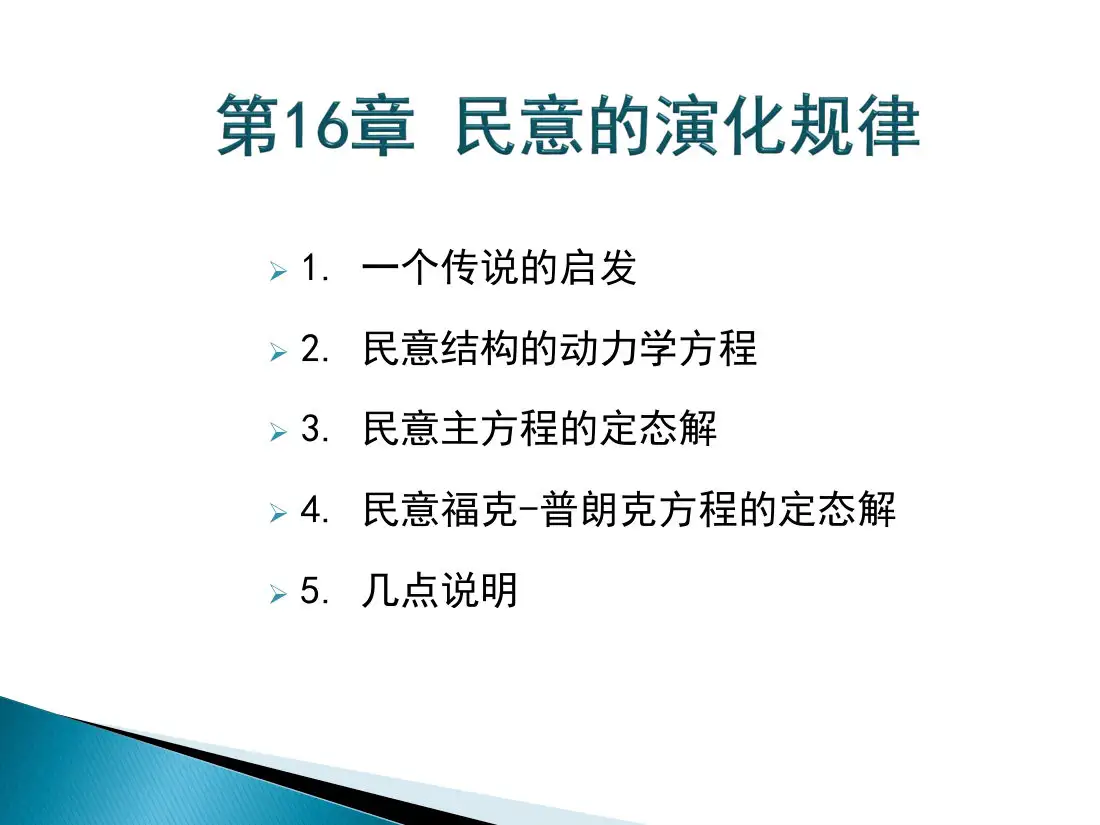 第16章 民意的演化规律
1. 一个传说的启发
2. 民意结构的动力学方程
3. 民意主方程的定态解
4. 民意福克-普朗克方程的定态解
5. 几点说明